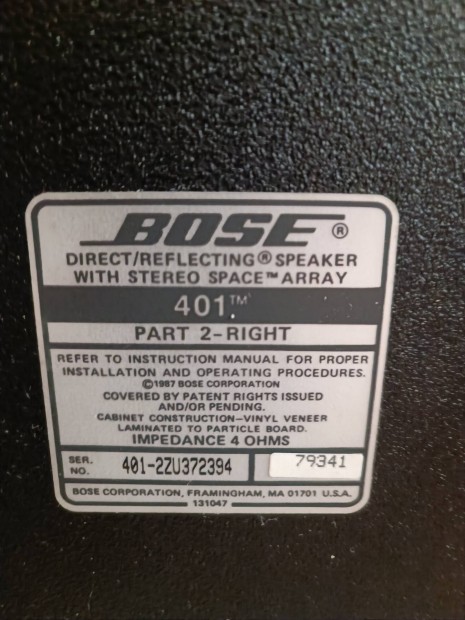 BOSE®
DIRECT/REFLECTING® SPEAKER
WITH STEREO SPACE™ ARRAY
401™
PART 2-RIGHT
REFER TO INSTRUCTION MANUAL FOR PROPER
INSTALLATION AND OPERATING PROCEDURES.
©1987 BOSE CORPORATION
COVERED BY PATENT RIGHTS ISSUED
AND/OR PENDING.
CABINET CONSTRUCTION-VINYL VENEER
LAMINATED TO PARTICLE BOARD.
IMPEDANCE 4 OHMS
SER. NO. 401-2ZU372394 79341
BOSE CORPORATION, FRAMINGHAM, MA 01701 U.S.A.
131047